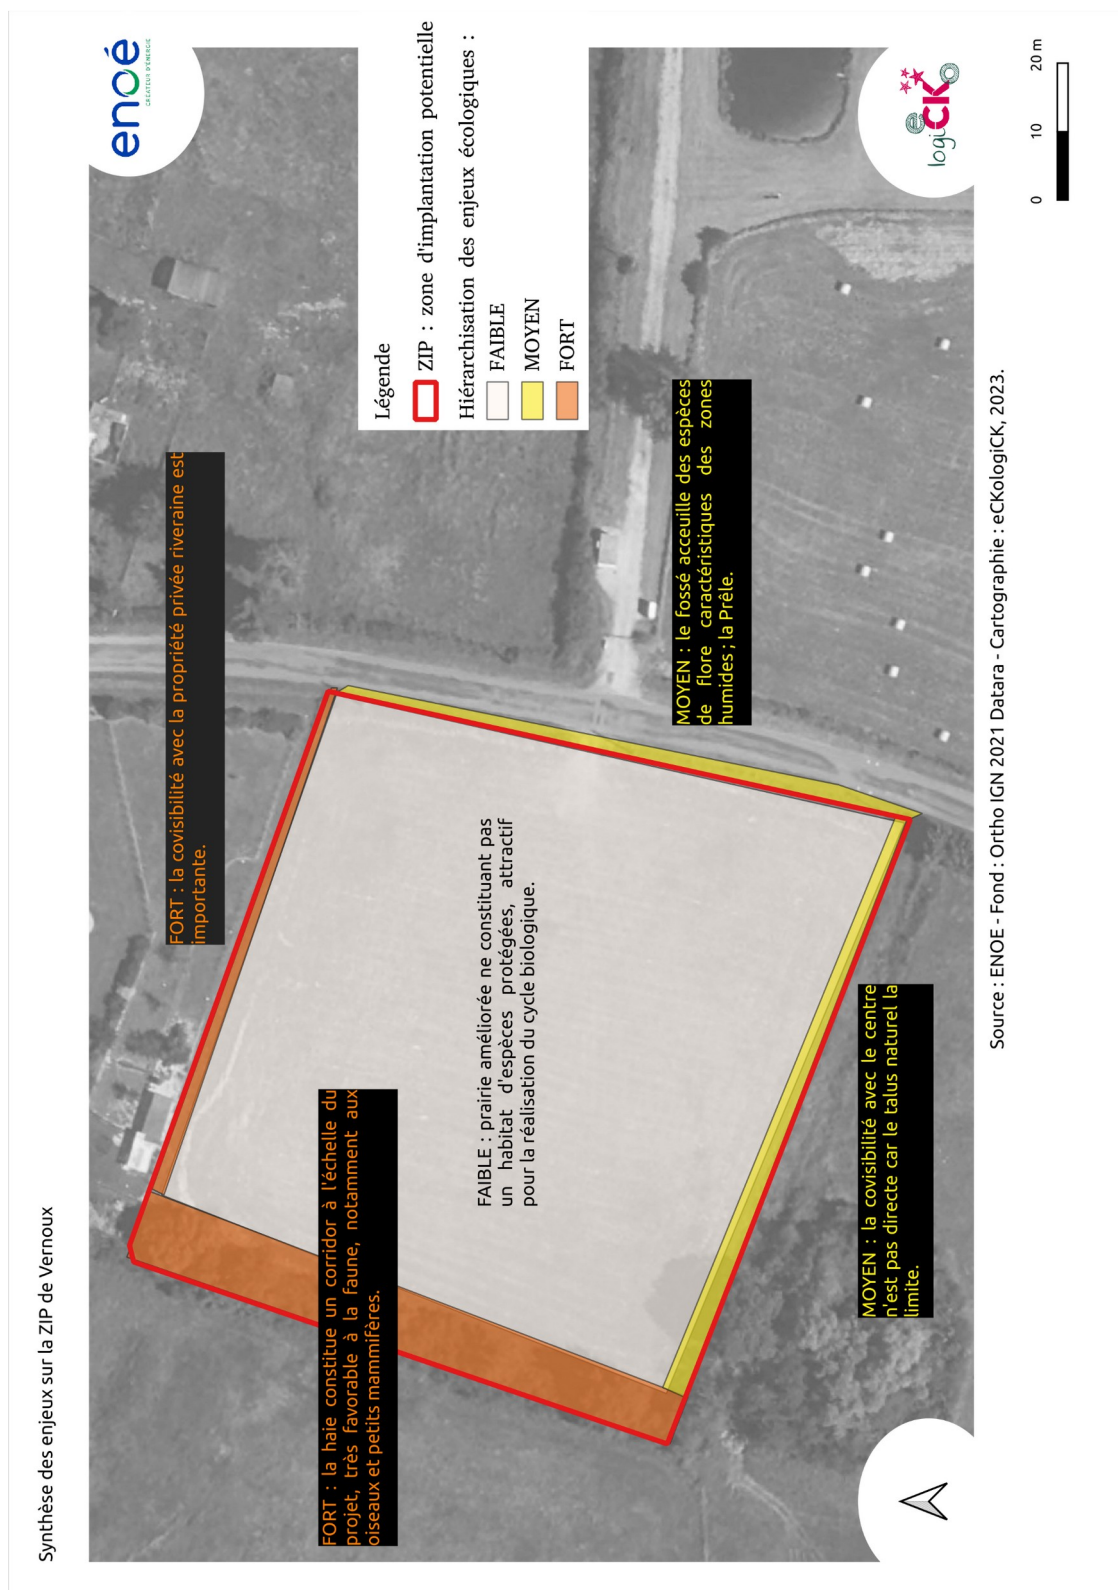 Synthèse des enjeux sur la ZIP de Vernoux
enoé
CRÉATEUR D'ÉNERGIE
Légende
ZIP : zone d'implantation potentielle
Hiérarchisation des enjeux écologiques :
FAIBLE
MOYEN
FORT
FORT : la covisibilité avec la propriété privée riveraine est
importante.
FORT : la haie constitue un corridor à l'échelle du
projet, très favorable à la faune, notamment aux
oiseaux et petits mammifères.
FAIBLE : prairie améliorée ne constituant pas
un habitat d'espèces protégées, attractif
pour la réalisation du cycle biologique.
MOYEN : le fossé acceuille des espèces
de flore caractéristiques des zones
humides ; la Prêle.
MOYEN : la covisibilité avec le centre
n'est pas directe car le talus naturel la
limite.
eCKo
logi
0 10 20 m
Source : ENOE - Fond : Ortho IGN 2021 Datara - Cartographie : eCKologiCK, 2023.